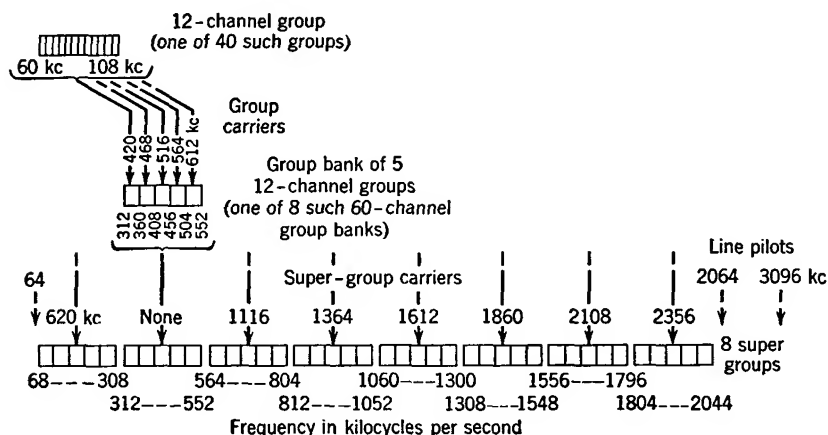 12-channel group
(one of 40 such groups)
60 kc 108 kc
Group
carriers
420
468
516
564
612 kc
Group bank of 5
12-channel groups
(one of 8 such 60-channel
group banks)
312
360
408
456
504
552
Line pilots
64 Super-group carriers 2064 3096 kc
620 kc None 1116 1364 1612 1860 2108 2356
8 super
groups
68----308 564----804 1060----1300 1556----1796
312---552 812----1052 1308---1548 1804---2044
Frequency in kilocycles per second